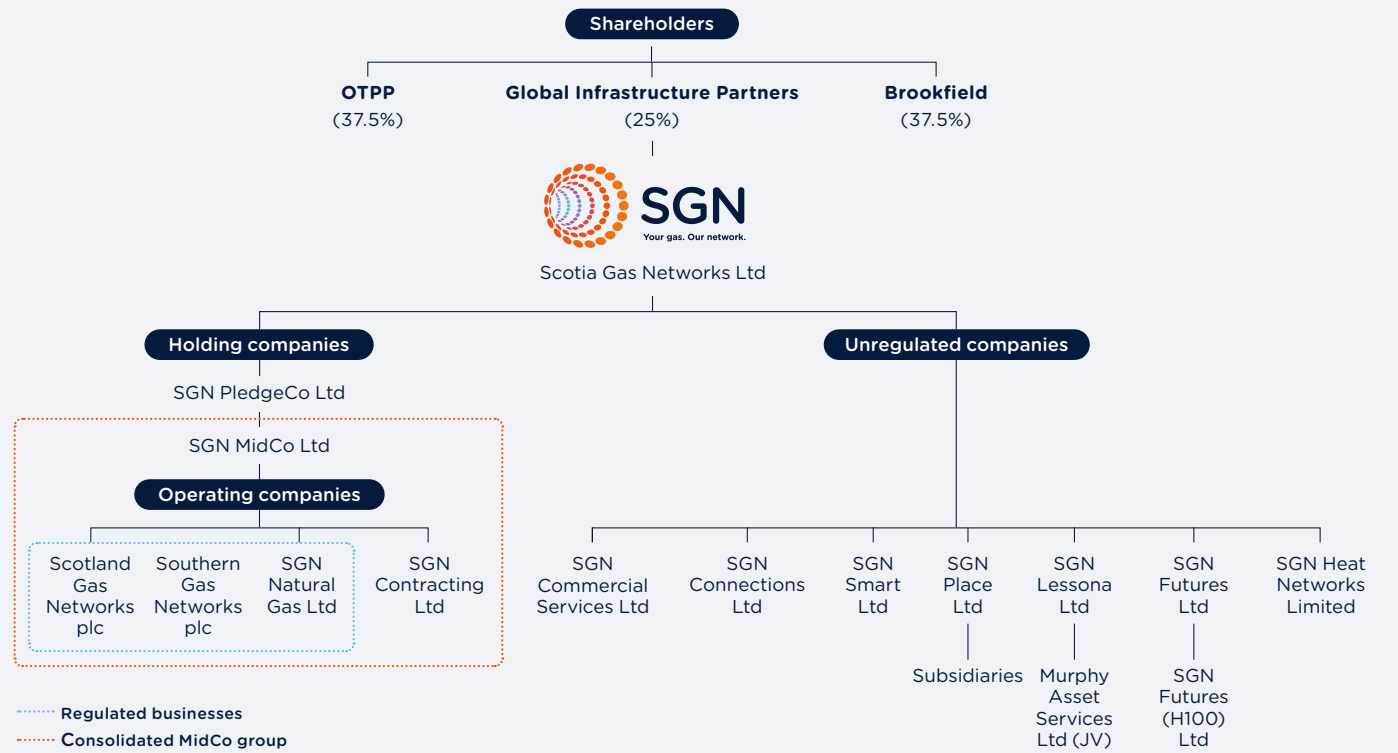 Shareholders
OTPP
(37.5%)
Global Infrastructure Partners
(25%)
Brookfield
(37.5%)
SGN
Your gas. Our network.
Scotia Gas Networks Ltd
Holding companies
SGN PledgeCo Ltd
SGN MidCo Ltd
Operating companies
Scotland
Gas
Networks
plc
Southern
Gas
Networks
plc
SGN
Natural
Gas Ltd
SGN
Contracting
Ltd
Unregulated companies
SGN
Commercial
Services Ltd
SGN
Connections
Ltd
SGN
Smart
Ltd
SGN
Place
Ltd
Subsidiaries
SGN
Lessona
Ltd
Murphy
Asset
Services
Ltd (JV)
SGN
Futures
Ltd
SGN
Futures
(H100)
Ltd
SGN Heat
Networks
Limited
Regulated businesses
Consolidated MidCo group